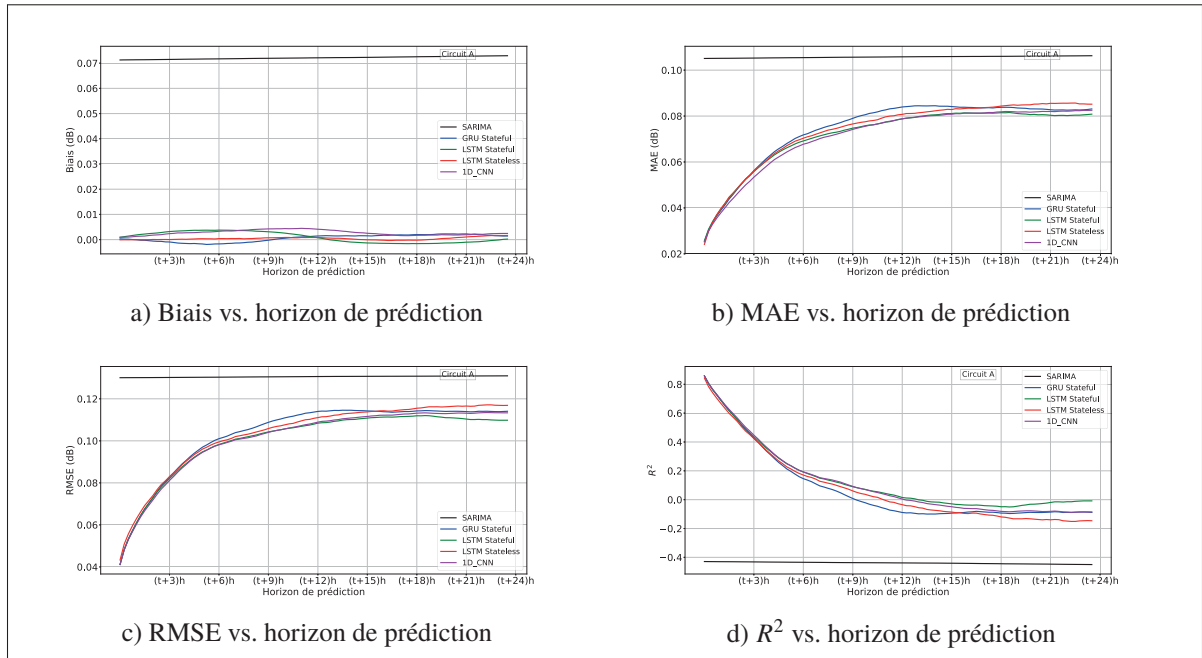 Circuit A
0.07
0.06
0.05
0.04
0.03
0.02
0.01
0.00
Biais (dB)
SARIMA
GRU Stateful
LSTM Stateful
LSTM Stateless
1D_CNN
(t+3)h (t+6)h (t+9)h (t+12)h (t+15)h (t+18)h (t+21)h (t+24)h
Horizon de prédiction
a) Biais vs. horizon de prédiction
Circuit A
0.10
0.08
0.06
0.04
0.02
MAE (dB)
SARIMA
GRU Stateful
LSTM Stateful
LSTM Stateless
1D_CNN
(t+3)h (t+6)h (t+9)h (t+12)h (t+15)h (t+18)h (t+21)h (t+24)h
Horizon de prédiction
b) MAE vs. horizon de prédiction
Circuit A
0.12
0.10
0.08
0.06
0.04
RMSE (dB)
SARIMA
GRU Stateful
LSTM Stateful
LSTM Stateless
1D_CNN
(t+3)h (t+6)h (t+9)h (t+12)h (t+15)h (t+18)h (t+21)h (t+24)h
Horizon de prédiction
c) RMSE vs. horizon de prédiction
Circuit A
SARIMA
GRU Stateful
LSTM Stateful
LSTM Stateless
1D_CNN
0.8
0.6
0.4
0.2
0.0
−0.2
−0.4
R²
(t+3)h (t+6)h (t+9)h (t+12)h (t+15)h (t+18)h (t+21)h (t+24)h
Horizon de prédiction
d) R² vs. horizon de prédiction